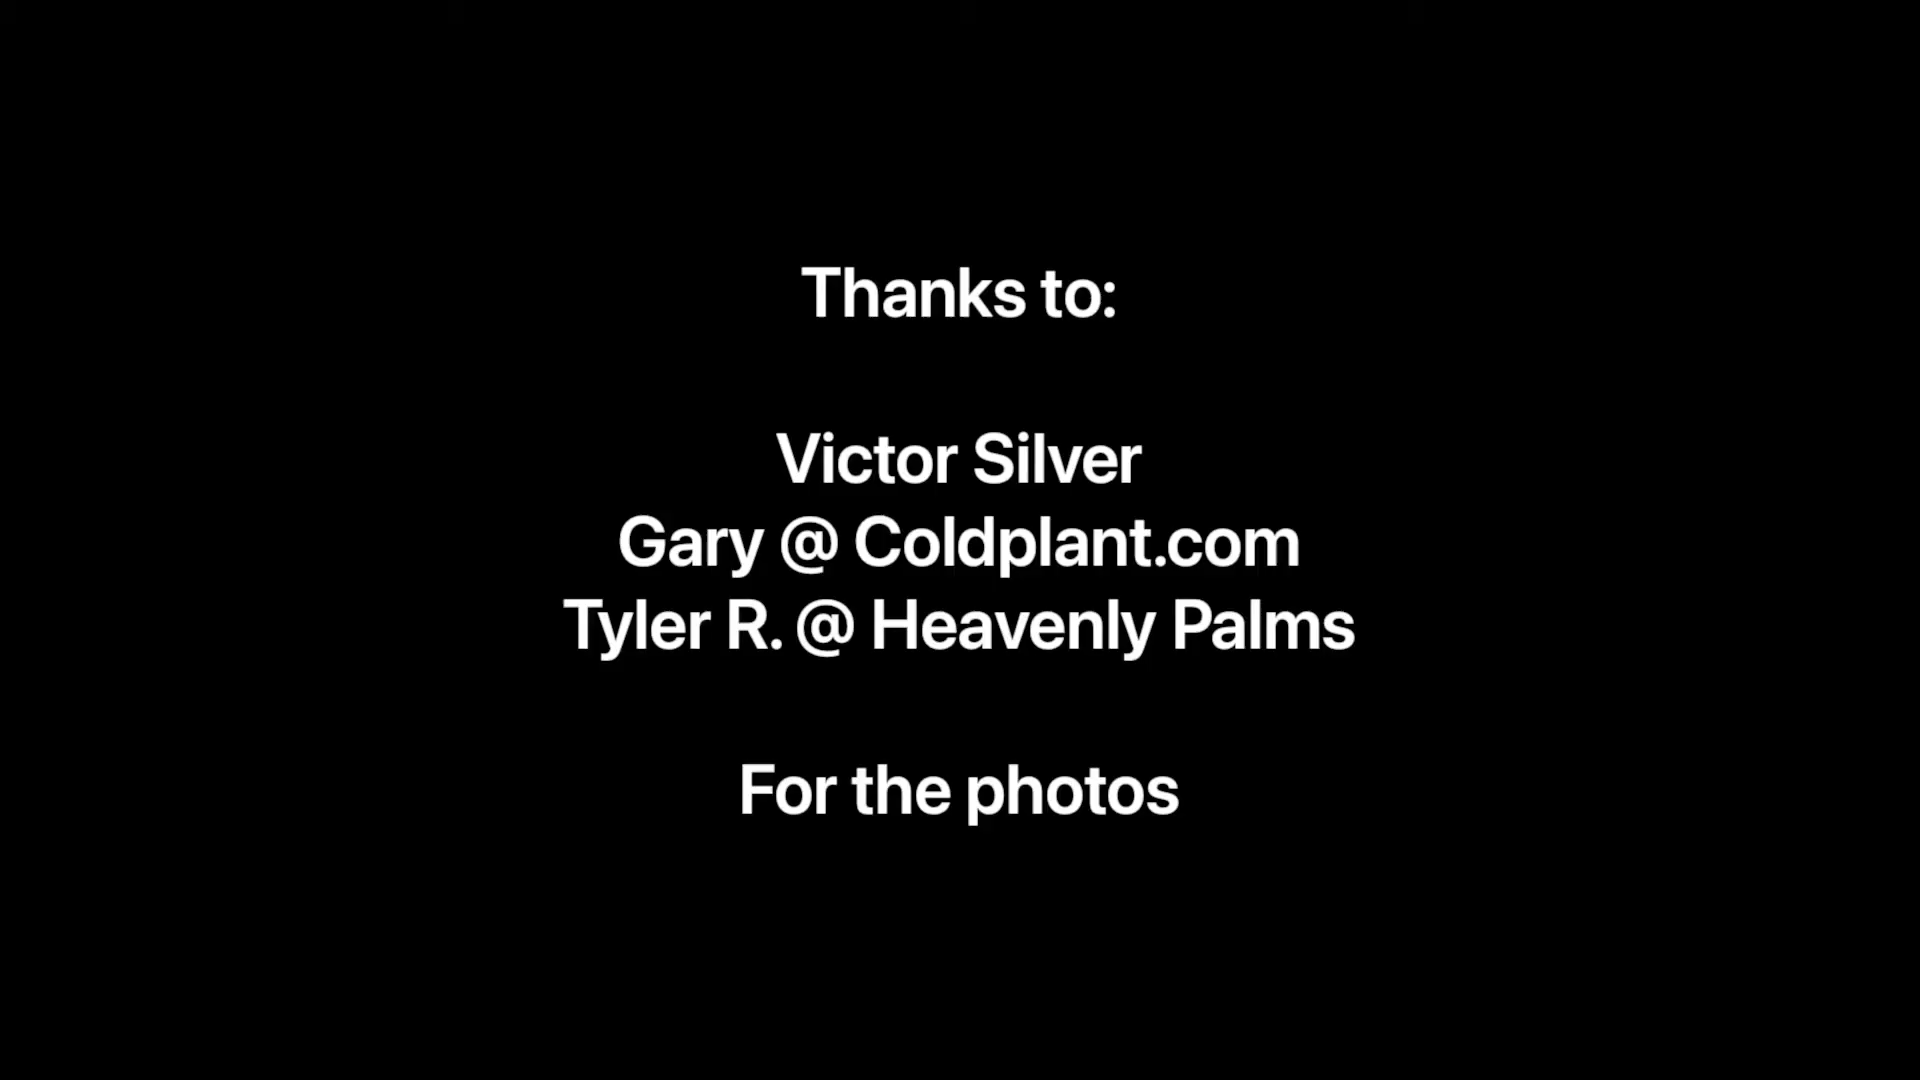 Thanks to:
Victor Silver
Gary @ Coldplant.com
Tyler R. @ Heavenly Palms
For the photos